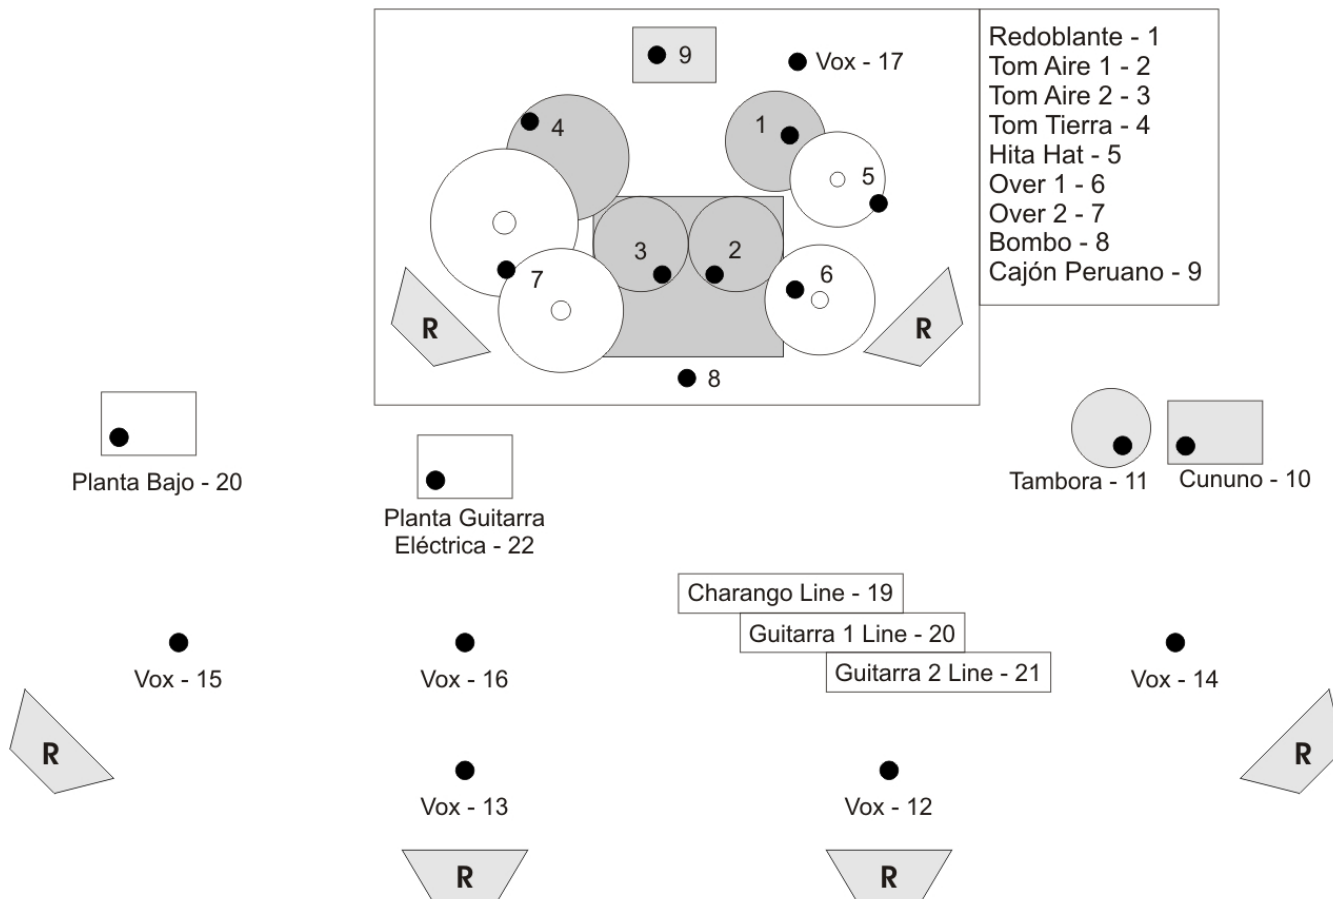 9
Vox - 17
4
1
5
3
2
7
6
R
R
8
Redoblante - 1
Tom Aire 1 - 2
Tom Aire 2 - 3
Tom Tierra - 4
Hita Hat - 5
Over 1 - 6
Over 2 - 7
Bombo - 8
Cajón Peruano - 9
Planta Bajo - 20
Planta Guitarra
Eléctrica - 22
Tambora - 11
Cununo - 10
Charango Line - 19
Guitarra 1 Line - 20
Guitarra 2 Line - 21
Vox - 15
Vox - 16
Vox - 14
R
R
Vox - 13
Vox - 12
R
R